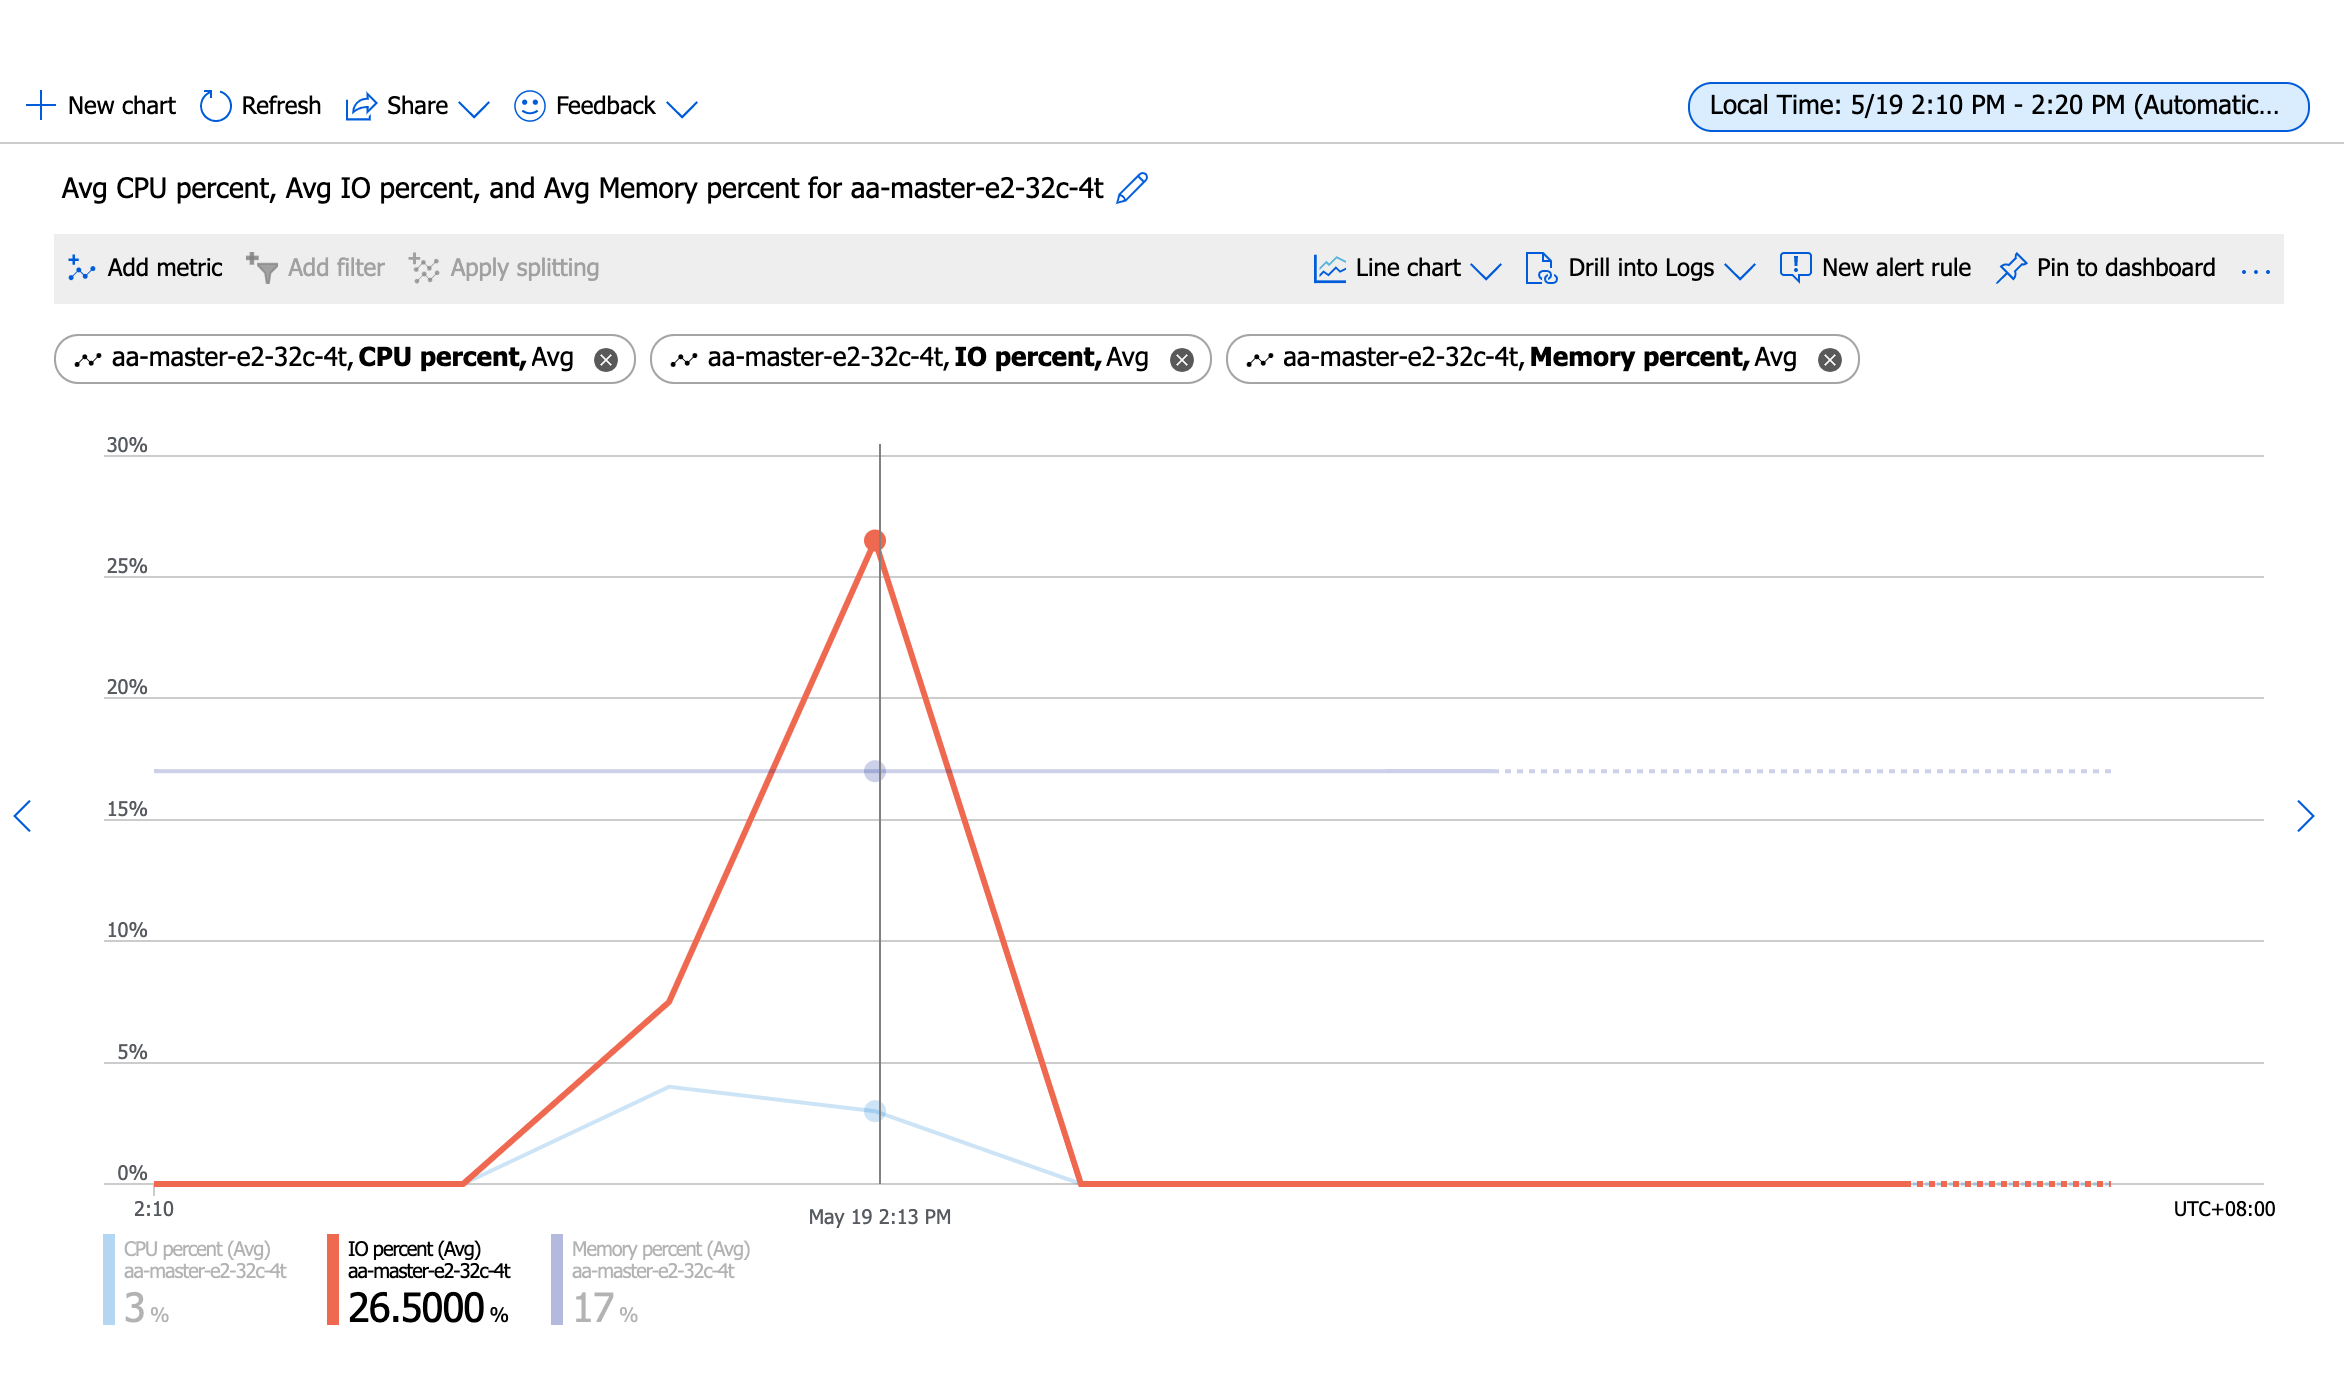 New chart Refresh Share Feedback Local Time: 5/19 2:10 PM - 2:20 PM (Automatic...
Avg CPU percent, Avg IO percent, and Avg Memory percent for aa-master-e2-32c-4t
Add metric Add filter Apply splitting Line chart Drill into Logs New alert rule Pin to dashboard ...
aa-master-e2-32c-4t, CPU percent, Avg aa-master-e2-32c-4t, IO percent, Avg aa-master-e2-32c-4t, Memory percent, Avg
30%
25%
20%
15%
10%
5%
0%
2:10 May 19 2:13 PM UTC+08:00
CPU percent (Avg) IO percent (Avg) Memory percent (Avg)
aa-master-e2-32c-4t aa-master-e2-32c-4t aa-master-e2-32c-4t
3 % 26.5000 % 17 %